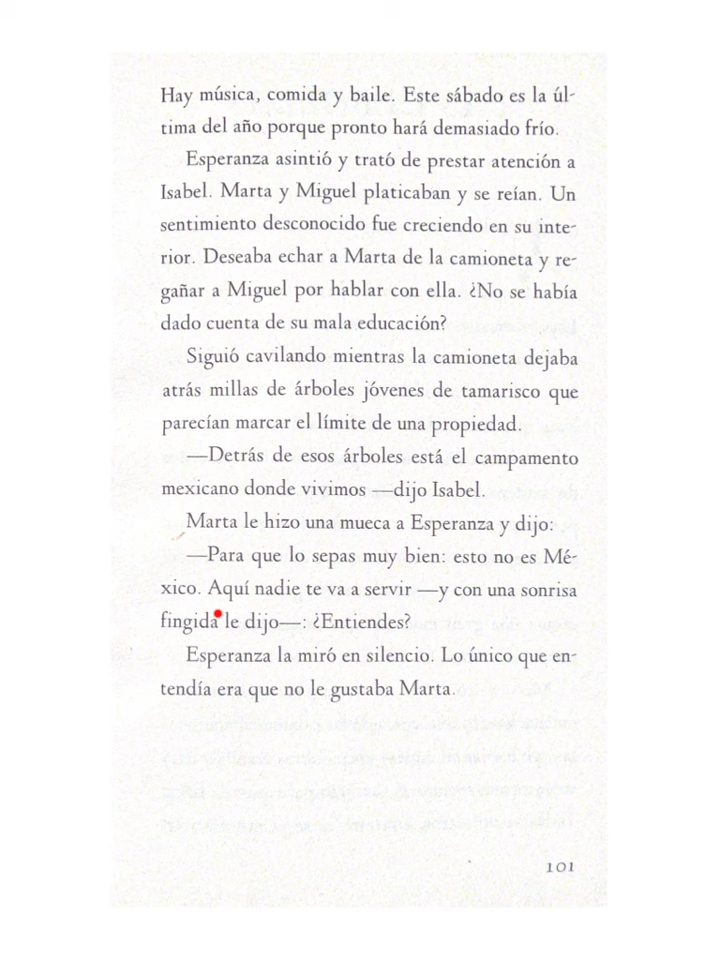 Hay música, comida y baile. Este sábado es la úl-
tima del año porque pronto hará demasiado frío.
Esperanza asintió y trató de prestar atención a
Isabel. Marta y Miguel platicaban y se reían. Un
sentimiento desconocido fue creciendo en su inte-
rior. Deseaba echar a Marta de la camioneta y re-
gañar a Miguel por hablar con ella. ¿No se había
dado cuenta de su mala educación?
Siguió cavilando mientras la camioneta dejaba
atrás millas de árboles jóvenes de tamarisco que
parecían marcar el límite de una propiedad.
—Detrás de esos árboles está el campamento
mexicano donde vivimos —dijo Isabel.
Marta le hizo una mueca a Esperanza y dijo:
—Para que lo sepas muy bien: esto no es Mé-
xico. Aquí nadie te va a servir —y con una sonrisa
fingida le dijo—: ¿Entiendes?
Esperanza la miró en silencio. Lo único que en-
tendía era que no le gustaba Marta.
101